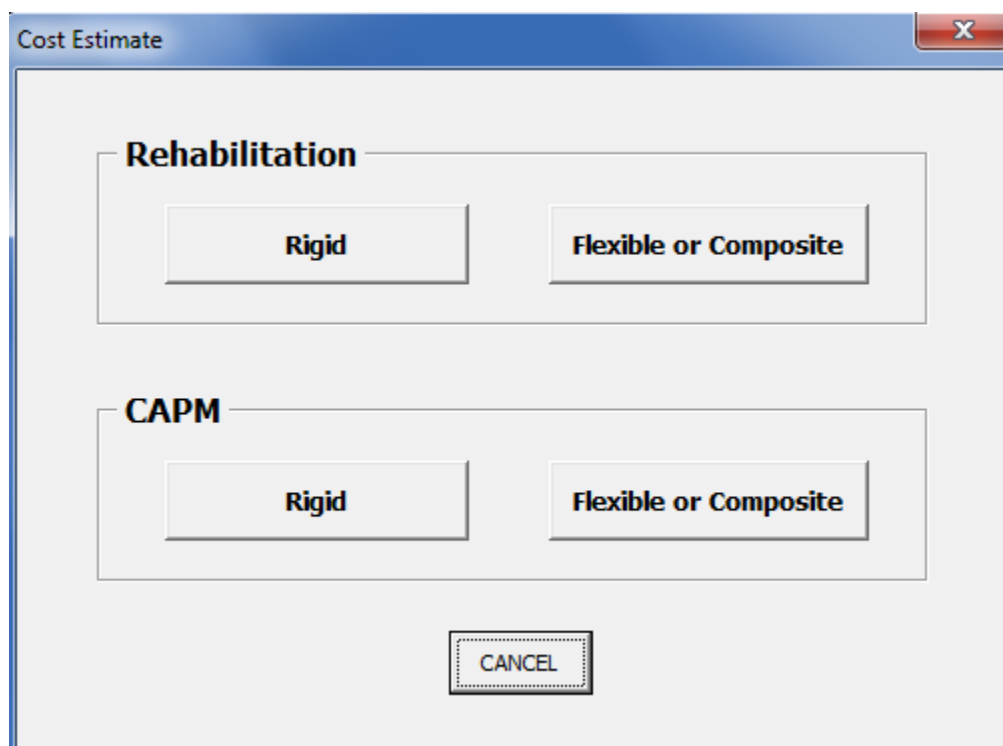 Cost Estimate
Rehabilitation
Rigid
Flexible or Composite
CAPM
Rigid
Flexible or Composite
CANCEL